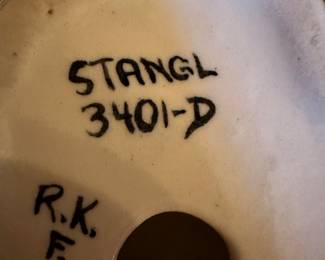 STANGL
3401-D
R.K.
F.